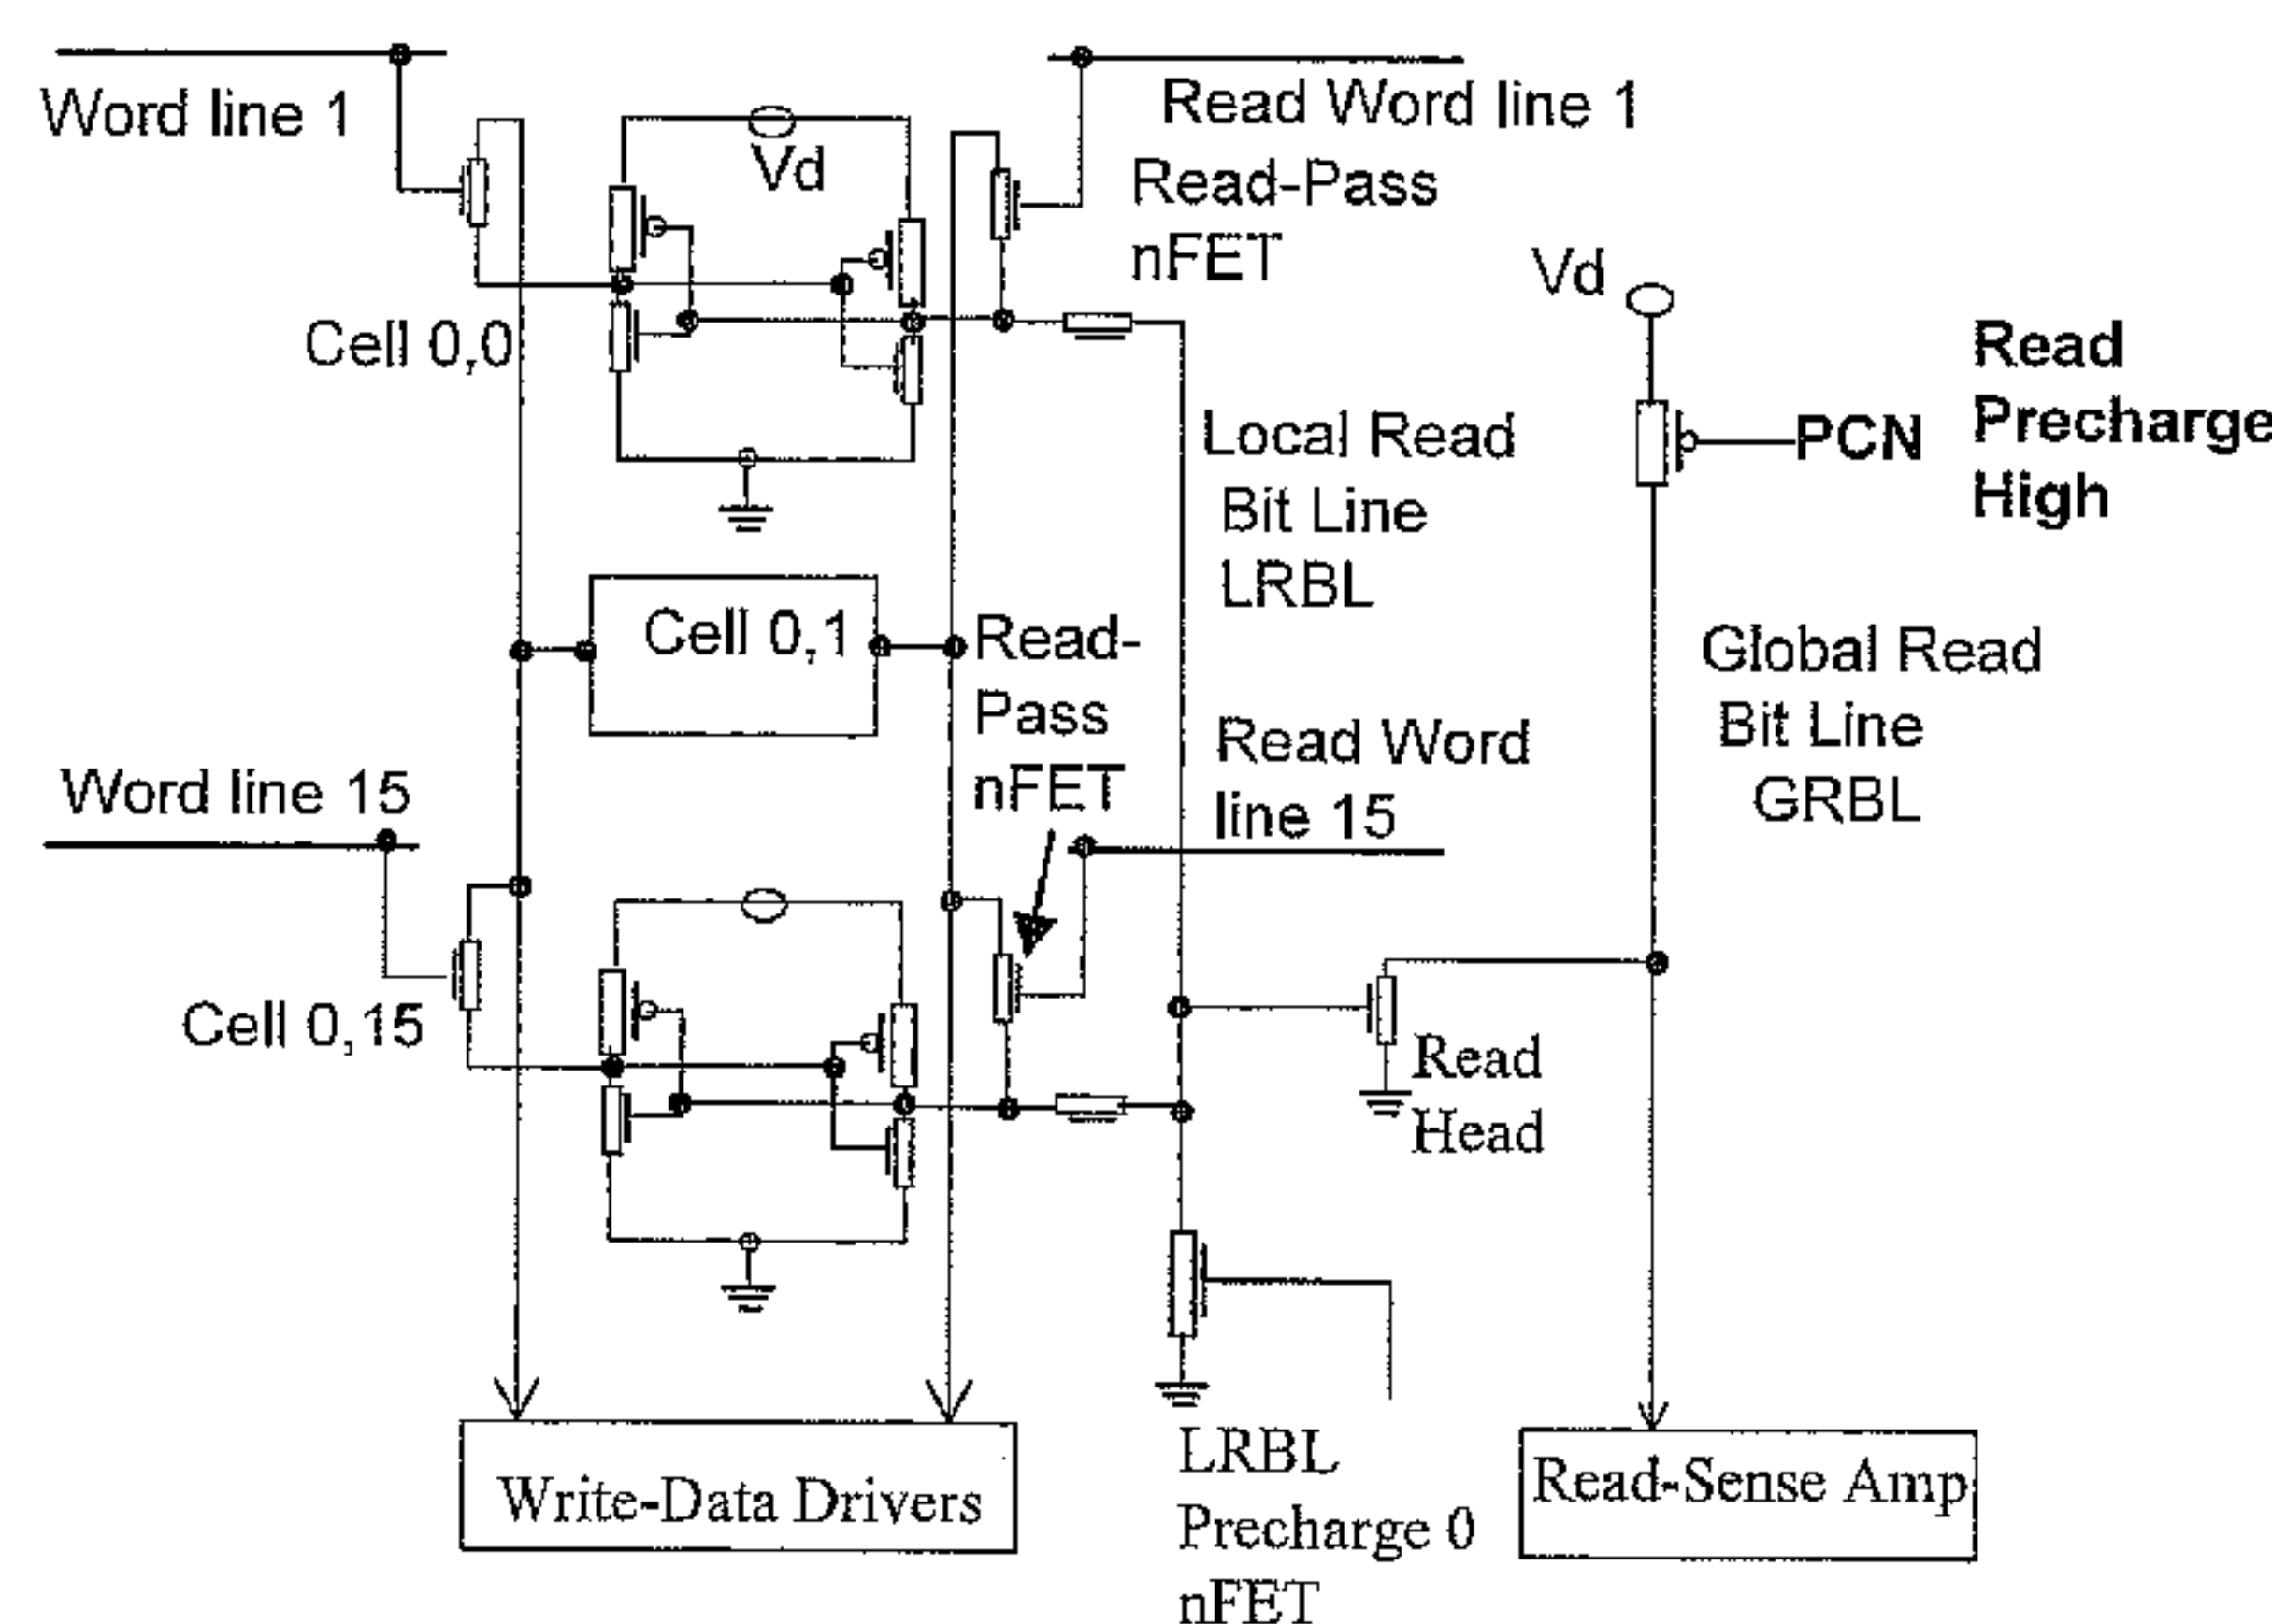 Word line 1
Vd
Read Word line 1
Read-Pass
nFET
Cell 0,0
Vd
PCN
Read
Precharge
High
Local Read
Bit Line
LRBL
Cell 0,1
Read-
Pass
nFET
Global Read
Bit Line
GRBL
Read Word
line 15
Word line 15
Cell 0,15
Read
Head
Write-Data Drivers
LRBL
Precharge 0
nFET
Read-Sense Amp